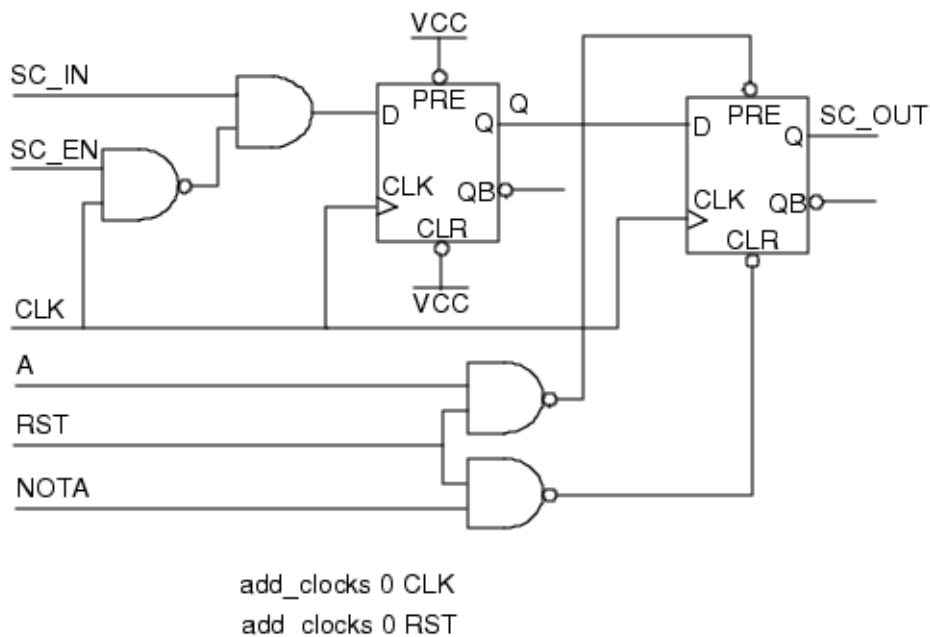 VCC
SC_IN
PRE
Q
D
Q
PRE
D
Q
SC_OUT
SC_EN
CLK
QB
CLK
QB
CLR
CLR
VCC
CLK
A
RST
NOTA
add_clocks 0 CLK
add_clocks 0 RST